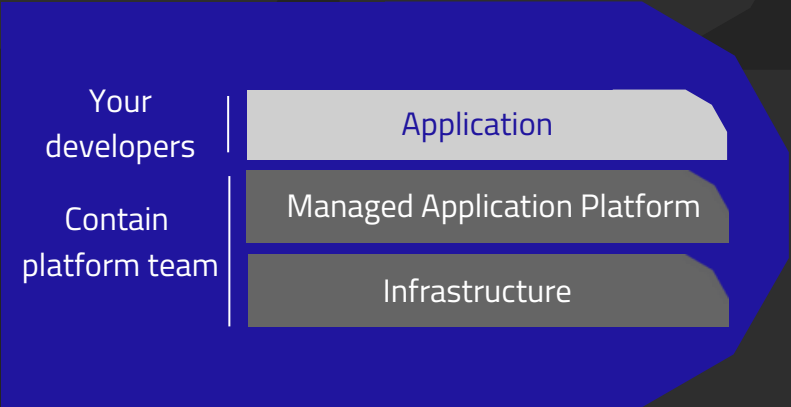 Your
developers
Application
Contain
platform team
Managed Application Platform
Infrastructure